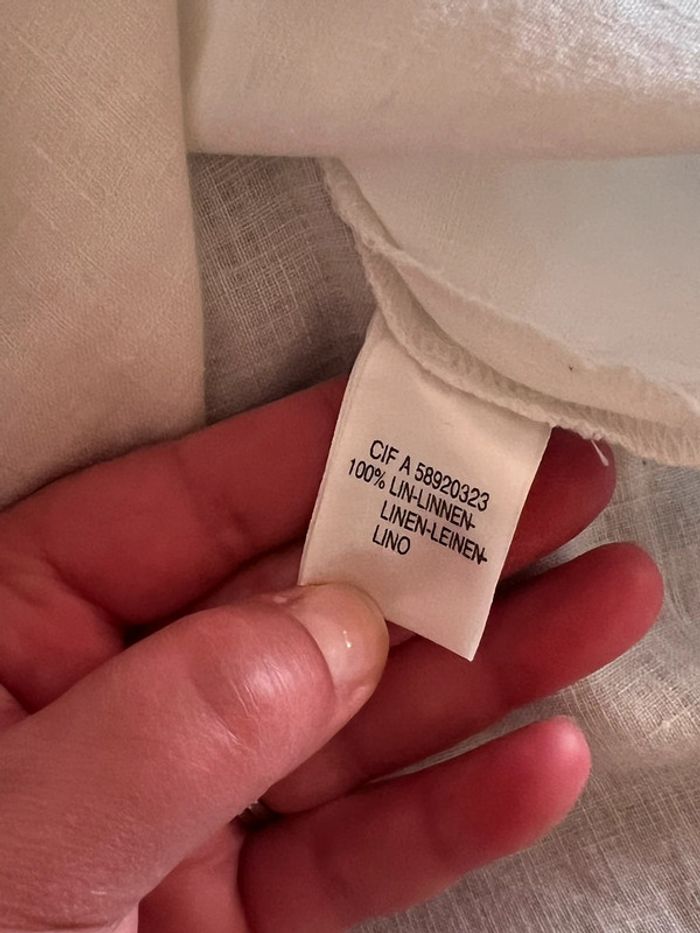 CIF A 58920323
100% LIN-LINNEN-
LINEN-LEINEN-
LINO